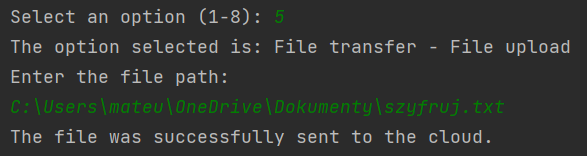 Select an option (1-8): 5
The option selected is: File transfer - File upload
Enter the file path:
C:\Users\mateu\OneDrive\Dokumenty\szyfruj.txt
The file was successfully sent to the cloud.